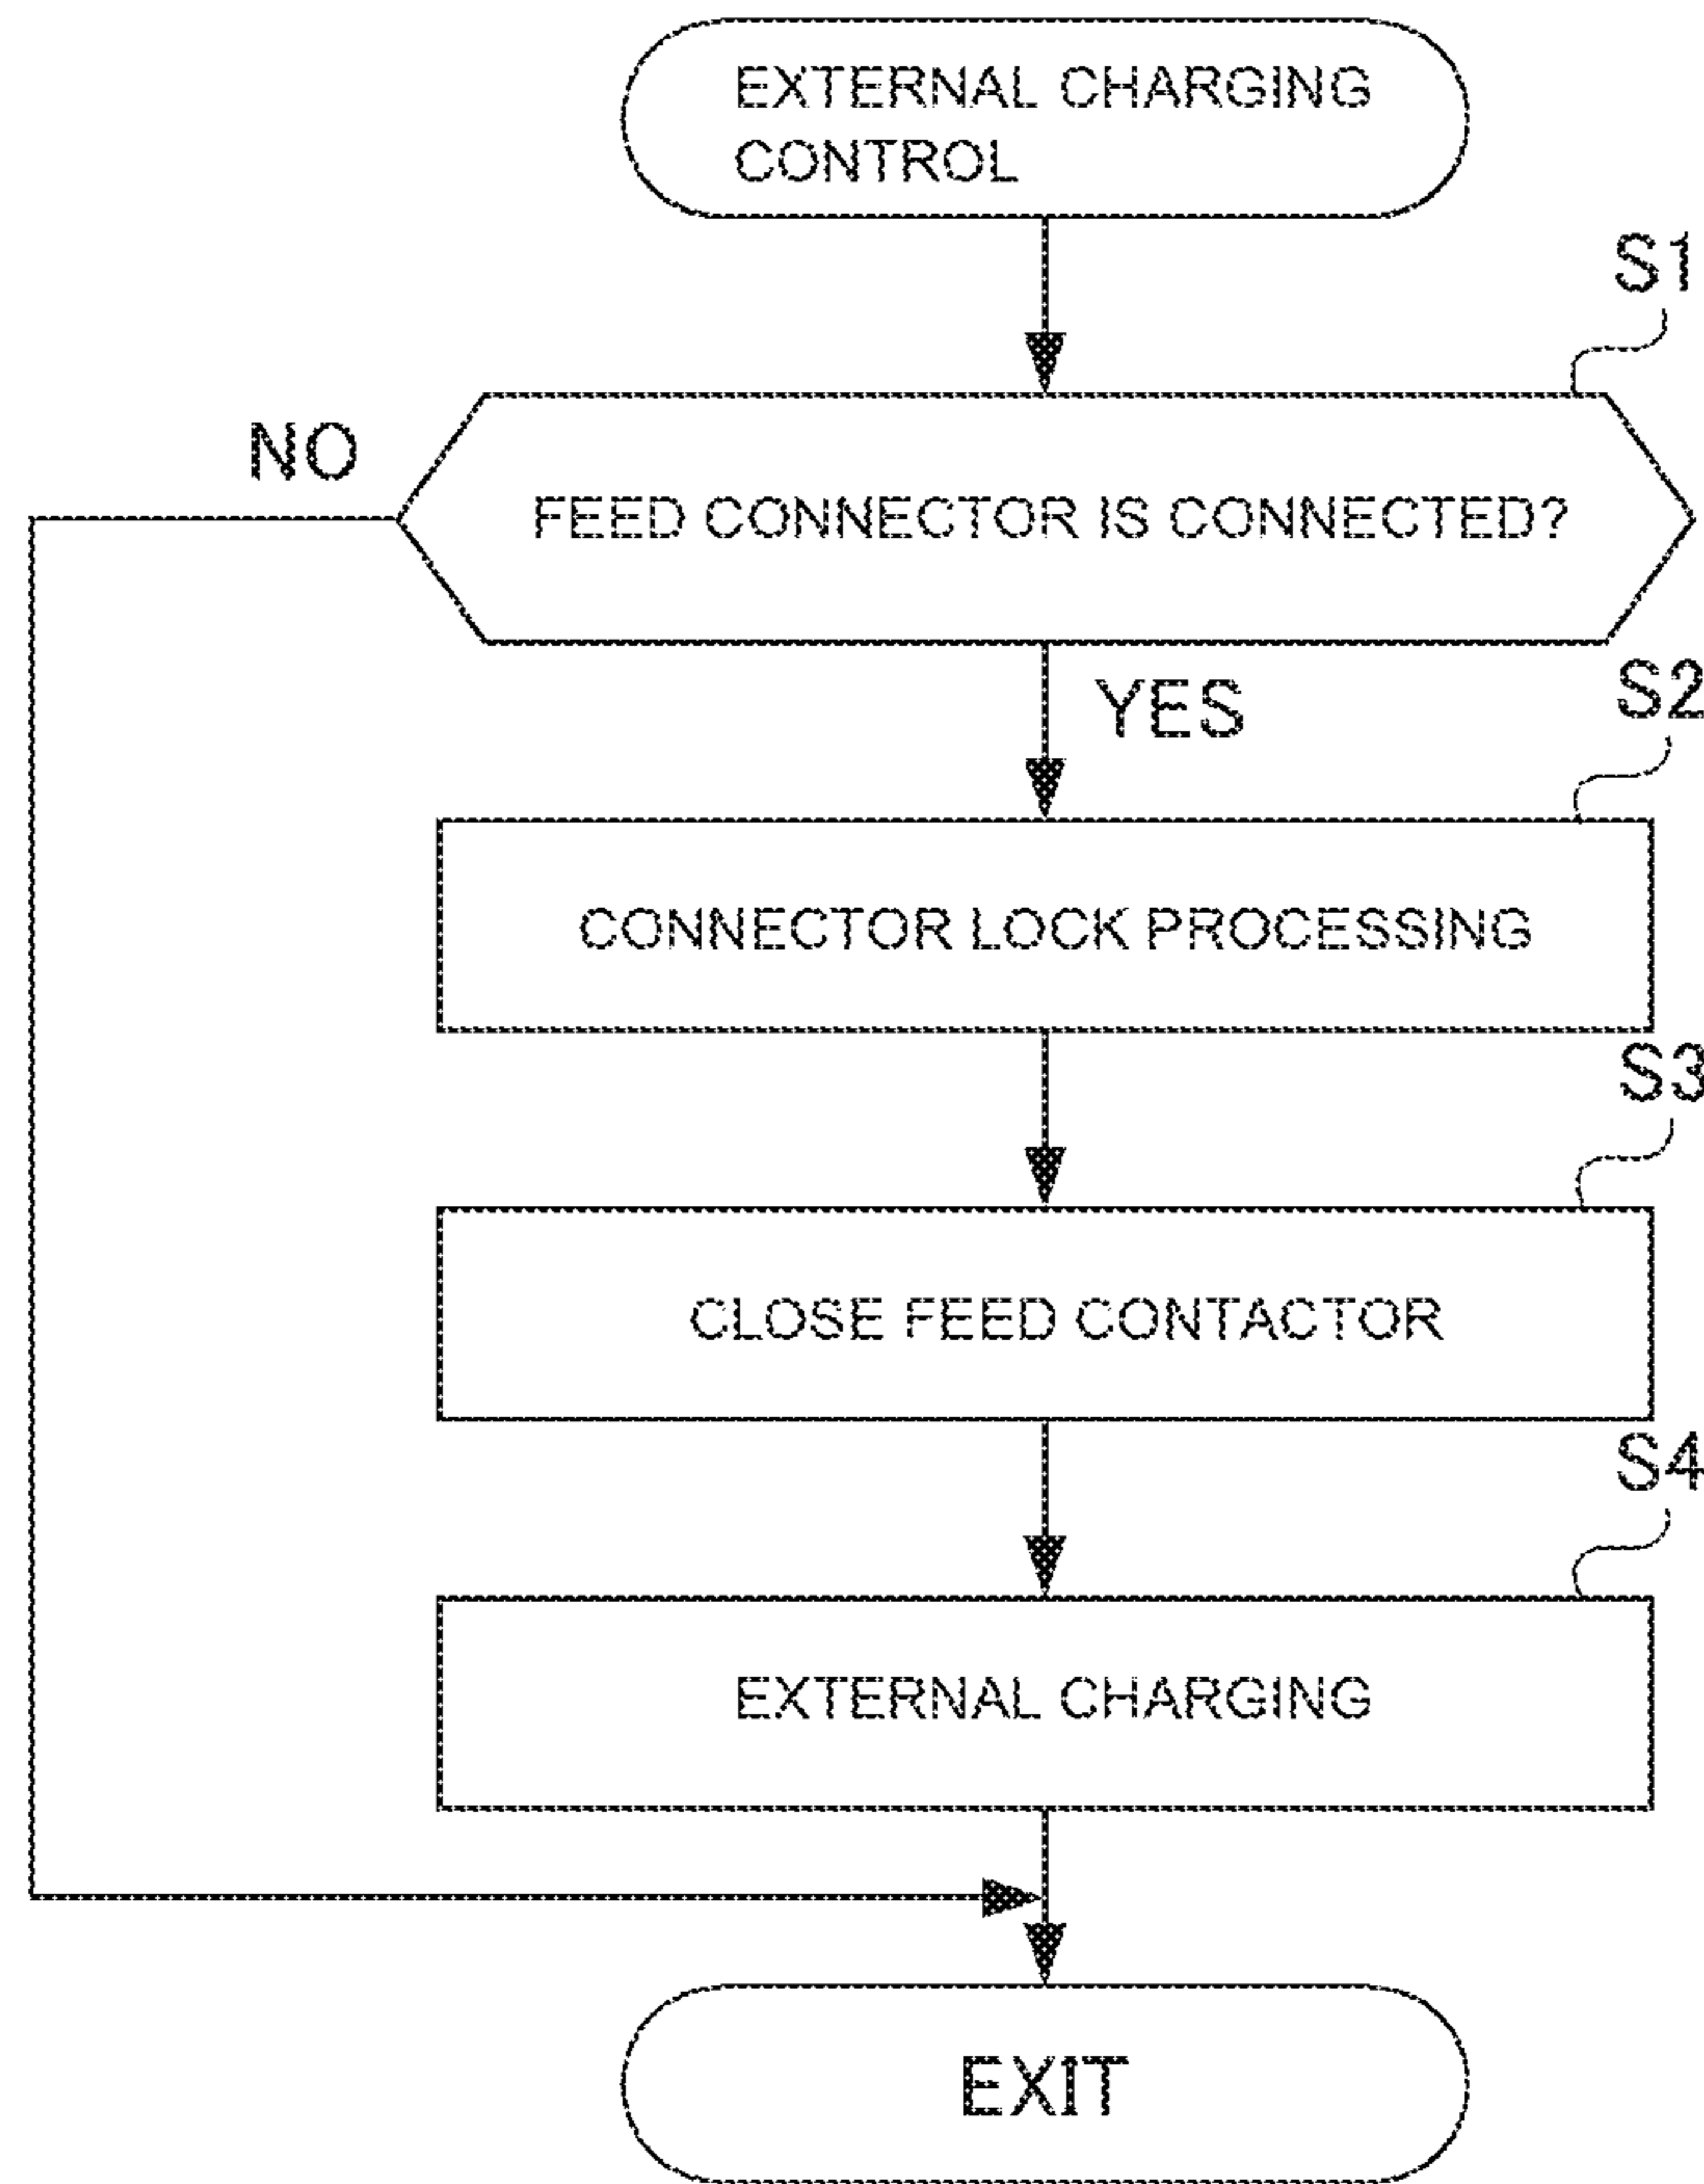 EXTERNAL CHARGING
CONTROL
S1
NO
FEED CONNECTOR IS CONNECTED?
YES
S2
CONNECTOR LOCK PROCESSING
S3
CLOSE FEED CONTACTOR
S4
EXTERNAL CHARGING
EXIT